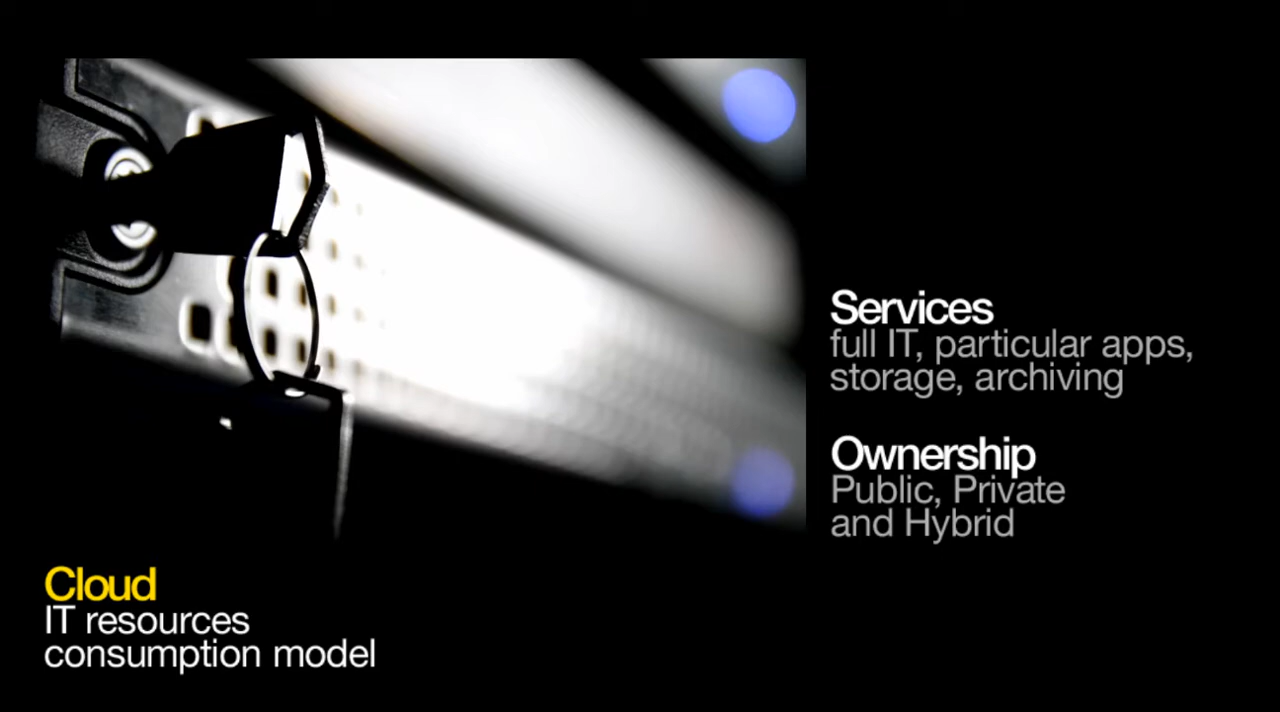 Services
full IT, particular apps,
storage, archiving
Ownership
Public, Private
and Hybrid
Cloud
IT resources
consumption model